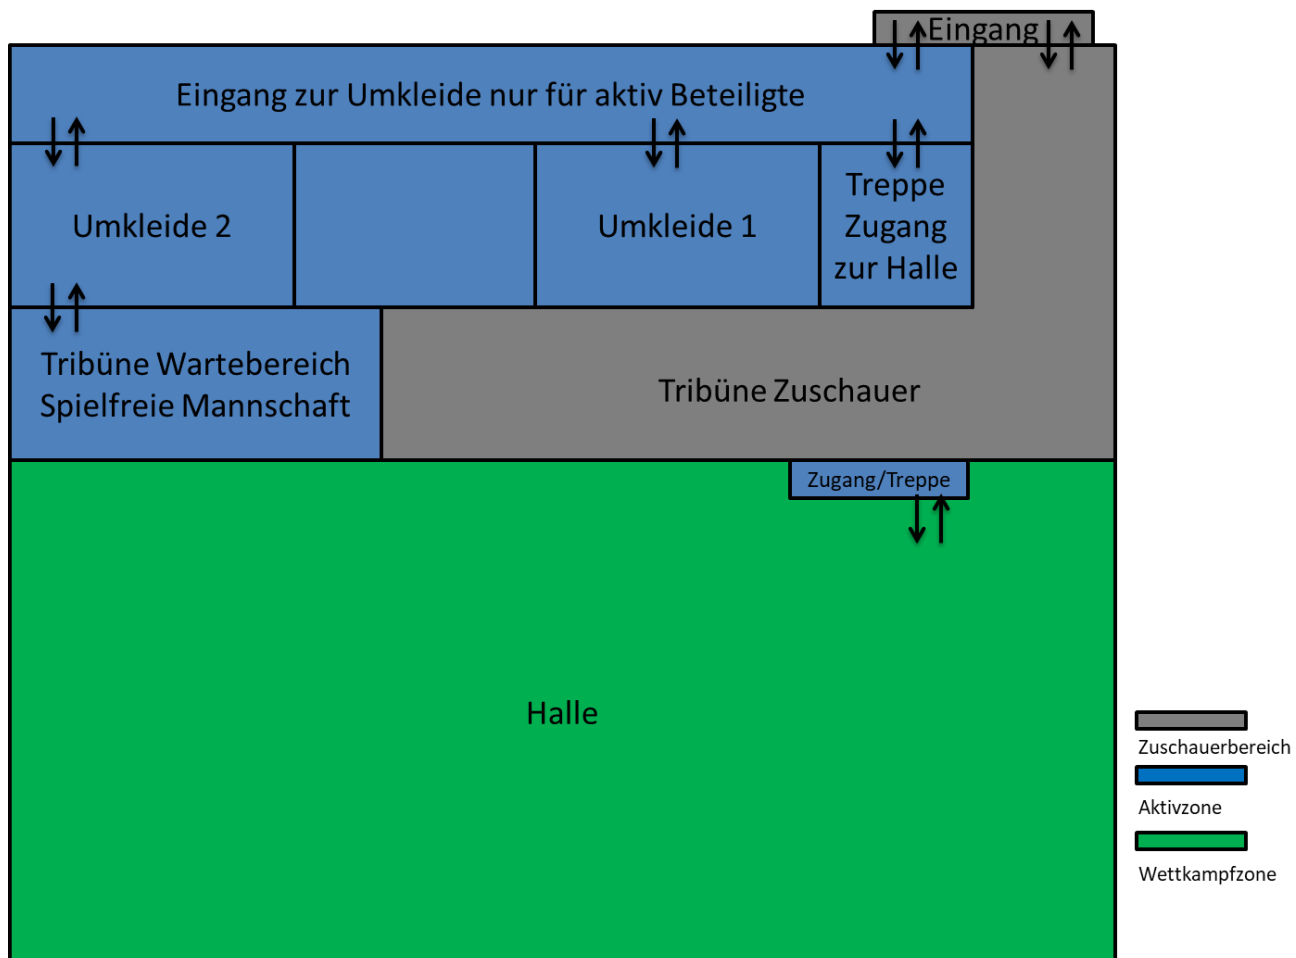 Eingang
Eingang zur Umkleide nur für aktiv Beteiligte
Umkleide 2
Umkleide 1
Treppe
Zugang
zur Halle
Tribüne Wartebereich
Spielfreie Mannschaft
Tribüne Zuschauer
Zugang/Treppe
Halle
Zuschauerbereich
Aktivzone
Wettkampfzone